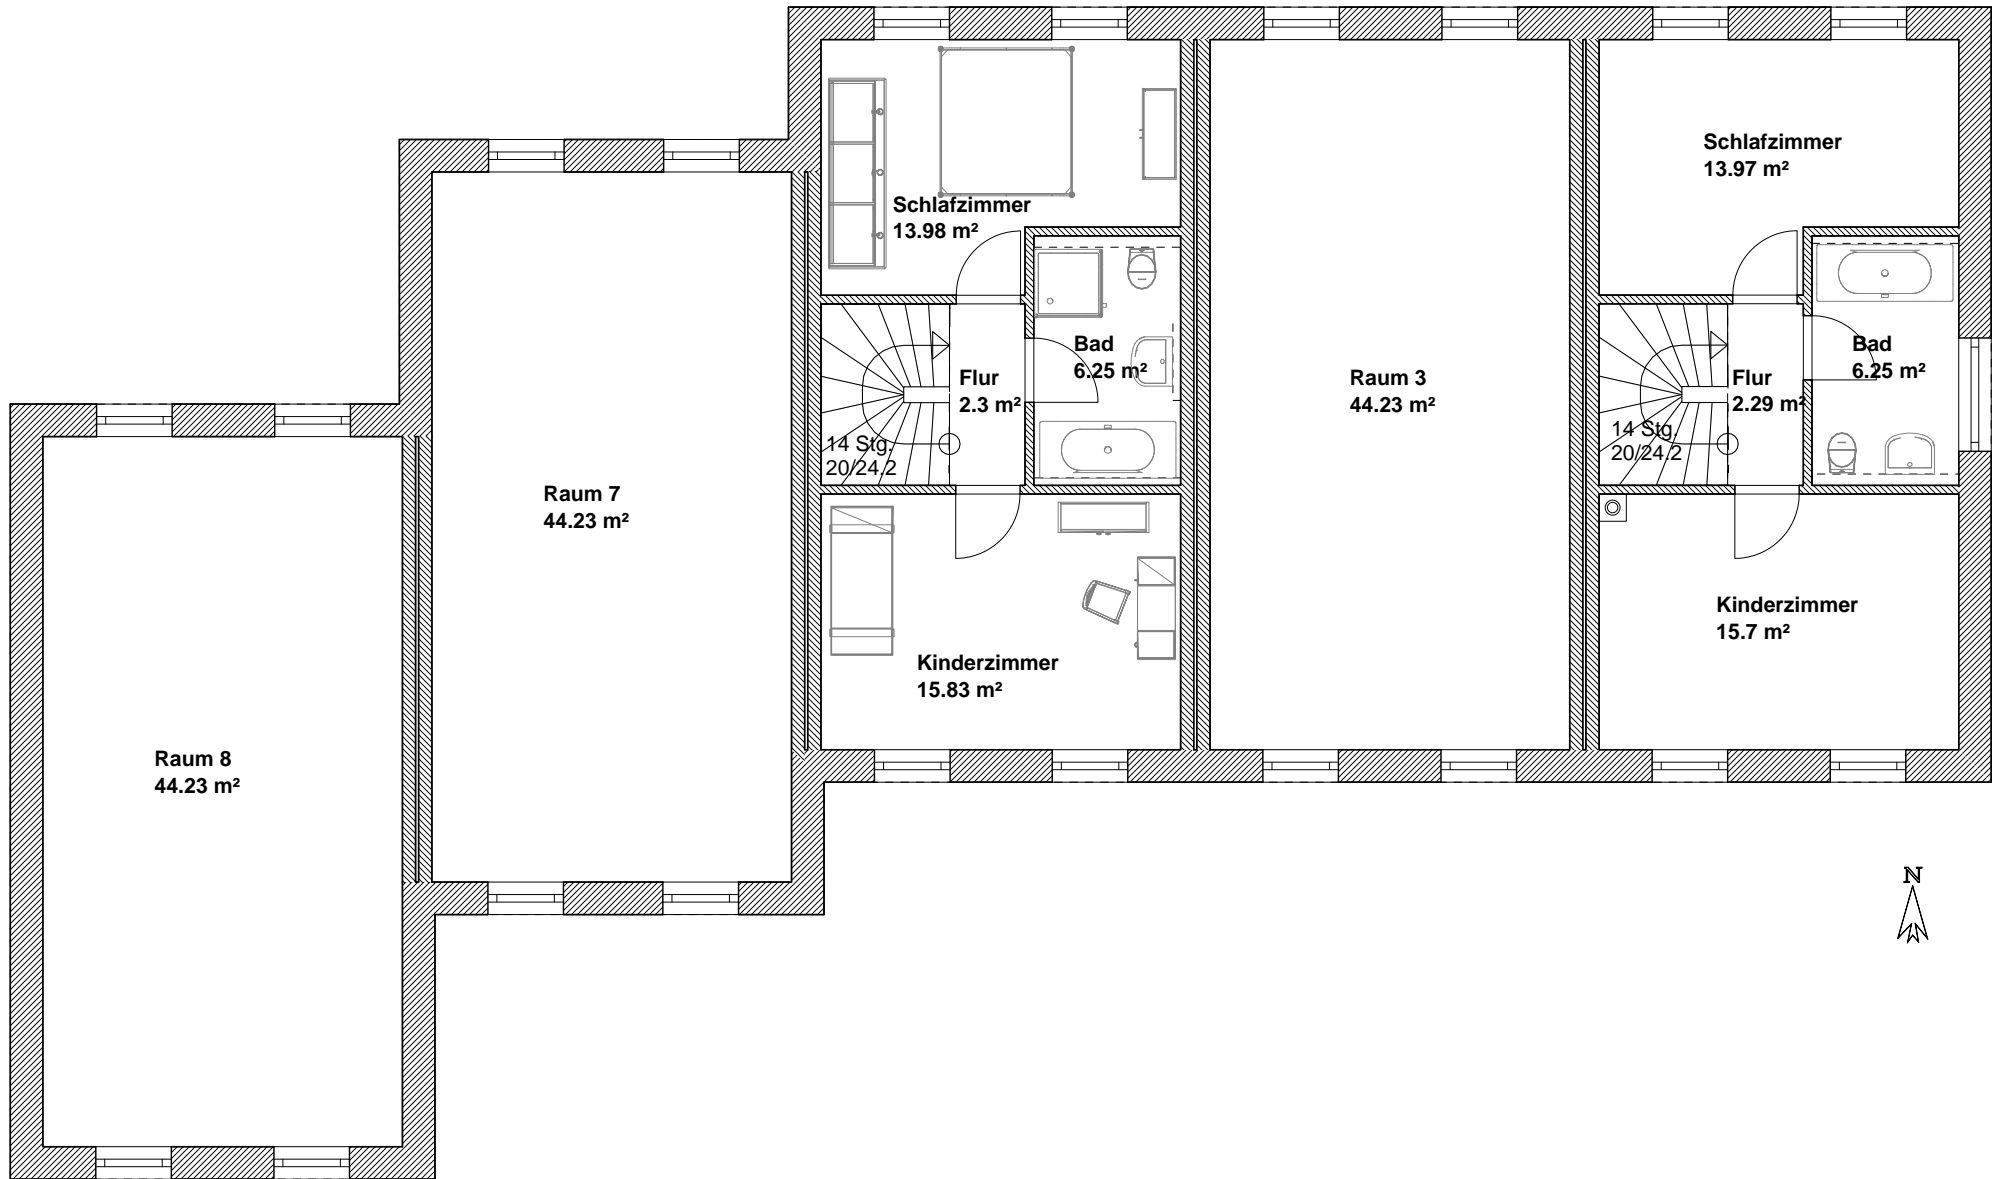 Schlafzimmer
13.98 m²
Schlafzimmer
13.97 m²
Bad
6.25 m²
Flur
2.3 m²
14 Stg.
20/24.2
Raum 3
44.23 m²
Bad
6.25 m²
Flur
2.29 m²
14 Stg.
20/24.2
Raum 7
44.23 m²
Kinderzimmer
15.83 m²
Kinderzimmer
15.7 m²
Raum 8
44.23 m²
N